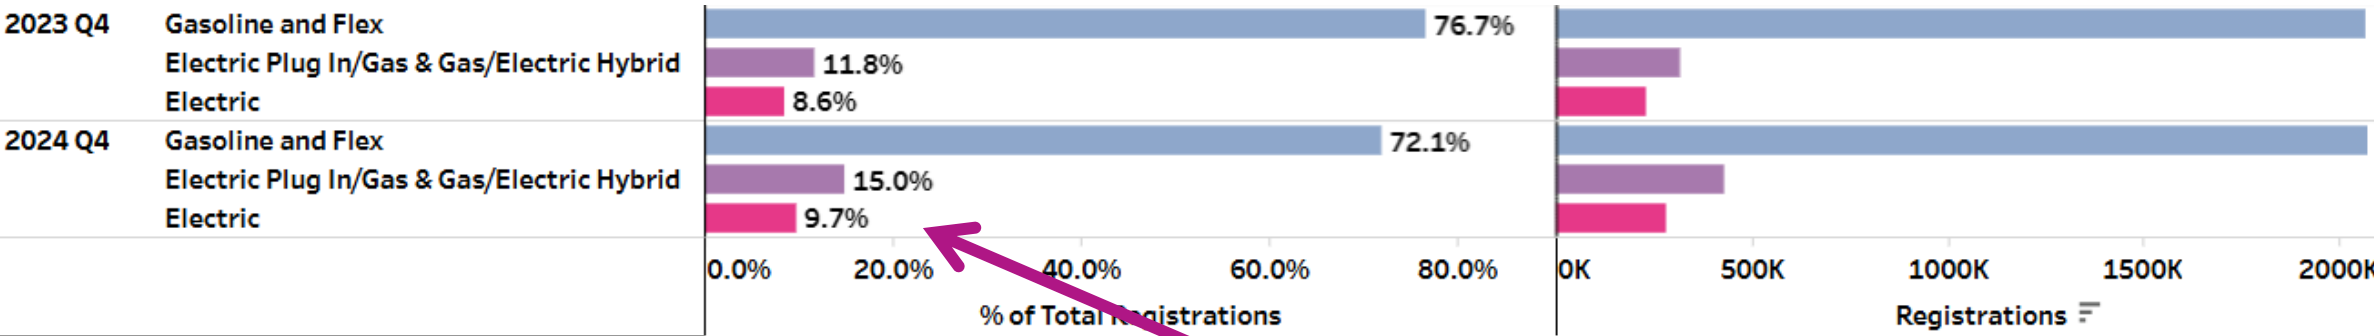 2023 Q4 Gasoline and Flex 76.7%
Electric Plug In/Gas & Gas/Electric Hybrid 11.8%
Electric 8.6%
2024 Q4 Gasoline and Flex 72.1%
Electric Plug In/Gas & Gas/Electric Hybrid 15.0%
Electric 9.7%
0.0% 20.0% 40.0% 60.0% 80.0% 0K 500K 1000K 1500K 2000K
% of Total Registrations Registrations